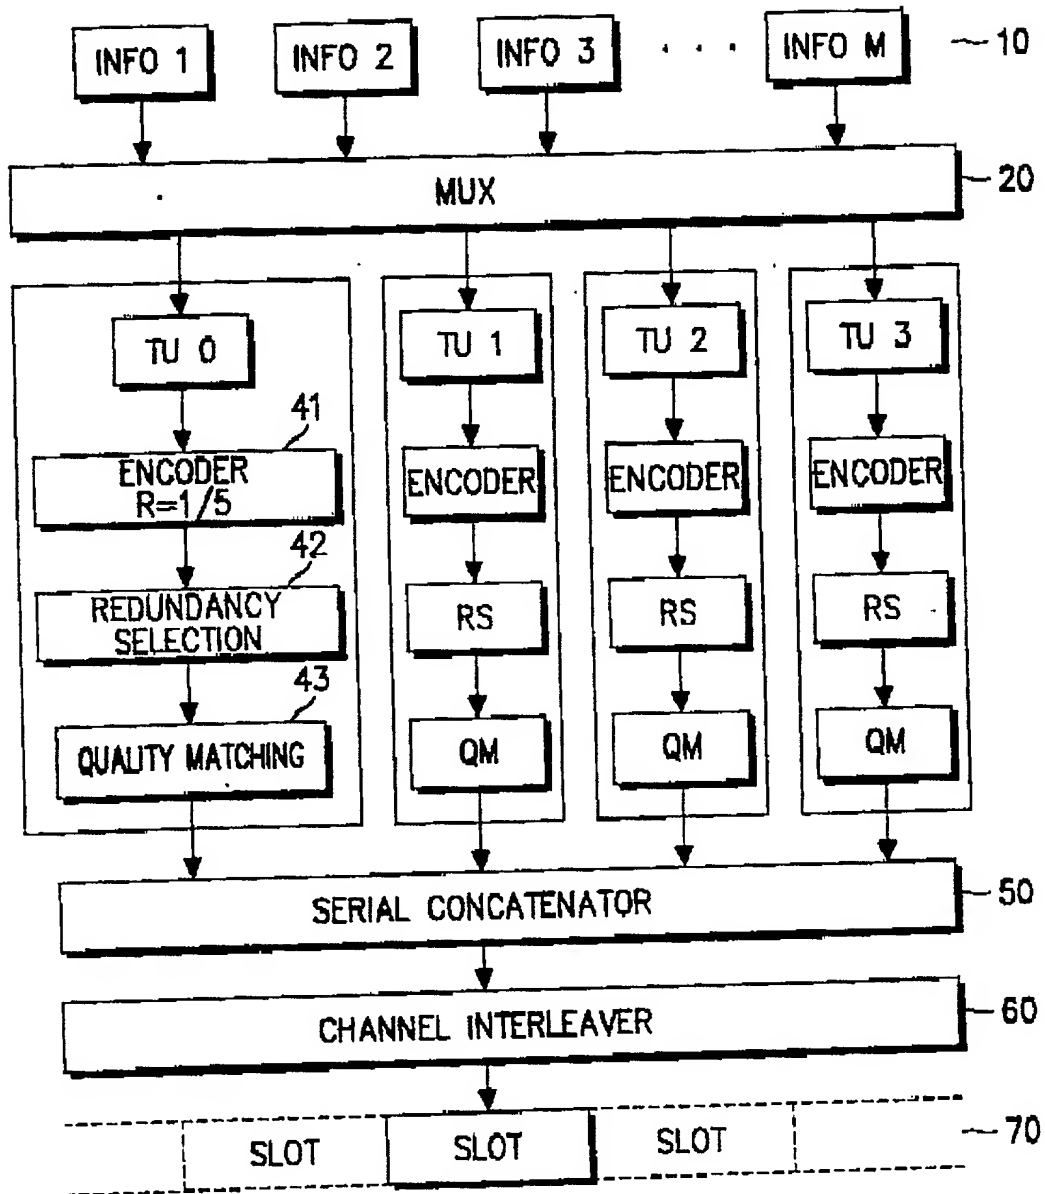 INFO 1
INFO 2
INFO 3
. . .
INFO M
10
MUX
20
TU 0
TU 1
TU 2
TU 3
41
ENCODER
R=1/5
ENCODER
ENCODER
ENCODER
42
REDUNDANCY
SELECTION
RS
RS
RS
43
QUALITY MATCHING
QM
QM
QM
SERIAL CONCATENATOR
50
CHANNEL INTERLEAVER
60
SLOT
SLOT
SLOT
70